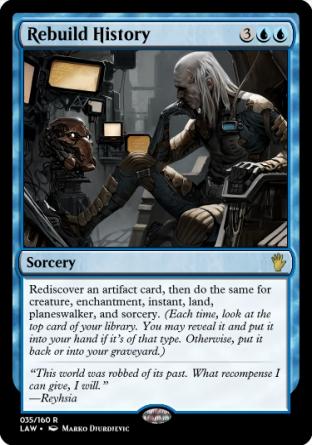 Rebuild History
3
Sorcery
Rediscover an artifact card, then do the same for
creature, enchantment, instant, land,
planeswalker, and sorcery. (Each time, look at the
top card of your library. You may reveal it and put it
into your hand if it's of that type. Otherwise, put it
back or into your graveyard.)
“This world was robbed of its past. What recompense I
can give, I will.”
—Reyhsia
035/160 R
LAW • MARKO DJURDJEVIC